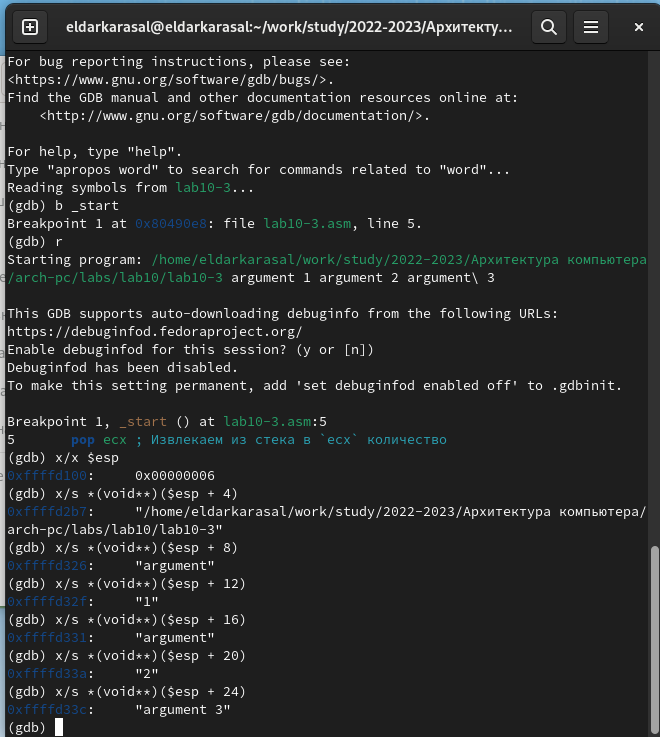 eldarkarasal@eldarkarasal:~/work/study/2022-2023/Архитекту...
For bug reporting instructions, please see:
<https://www.gnu.org/software/gdb/bugs/>.
Find the GDB manual and other documentation resources online at:
    <http://www.gnu.org/software/gdb/documentation/>.

For help, type "help".
Type "apropos word" to search for commands related to "word"...
Reading symbols from lab10-3...
(gdb) b _start
Breakpoint 1 at 0x80490e8: file lab10-3.asm, line 5.
(gdb) r
Starting program: /home/eldarkarasal/work/study/2022-2023/Архитектура компьютера
/arch-pc/labs/lab10/lab10-3 argument 1 argument 2 argument\ 3

This GDB supports auto-downloading debuginfo from the following URLs:
https://debuginfod.fedoraproject.org/
Enable debuginfod for this session? (y or [n])
Debuginfod has been disabled.
To make this setting permanent, add 'set debuginfod enabled off' to .gdbinit.

Breakpoint 1, _start () at lab10-3.asm:5
5       pop ecx ; Извлекаем из стека в `ecx` количество
(gdb) x/x $esp
0xffffd100:     0x00000006
(gdb) x/s *(void**)($esp + 4)
0xffffd2b7:     "/home/eldarkarasal/work/study/2022-2023/Архитектура компьютера/
arch-pc/labs/lab10/lab10-3"
(gdb) x/s *(void**)($esp + 8)
0xffffd326:     "argument"
(gdb) x/s *(void**)($esp + 12)
0xffffd32f:     "1"
(gdb) x/s *(void**)($esp + 16)
0xffffd331:     "argument"
(gdb) x/s *(void**)($esp + 20)
0xffffd33a:     "2"
(gdb) x/s *(void**)($esp + 24)
0xffffd33c:     "argument 3"
(gdb)